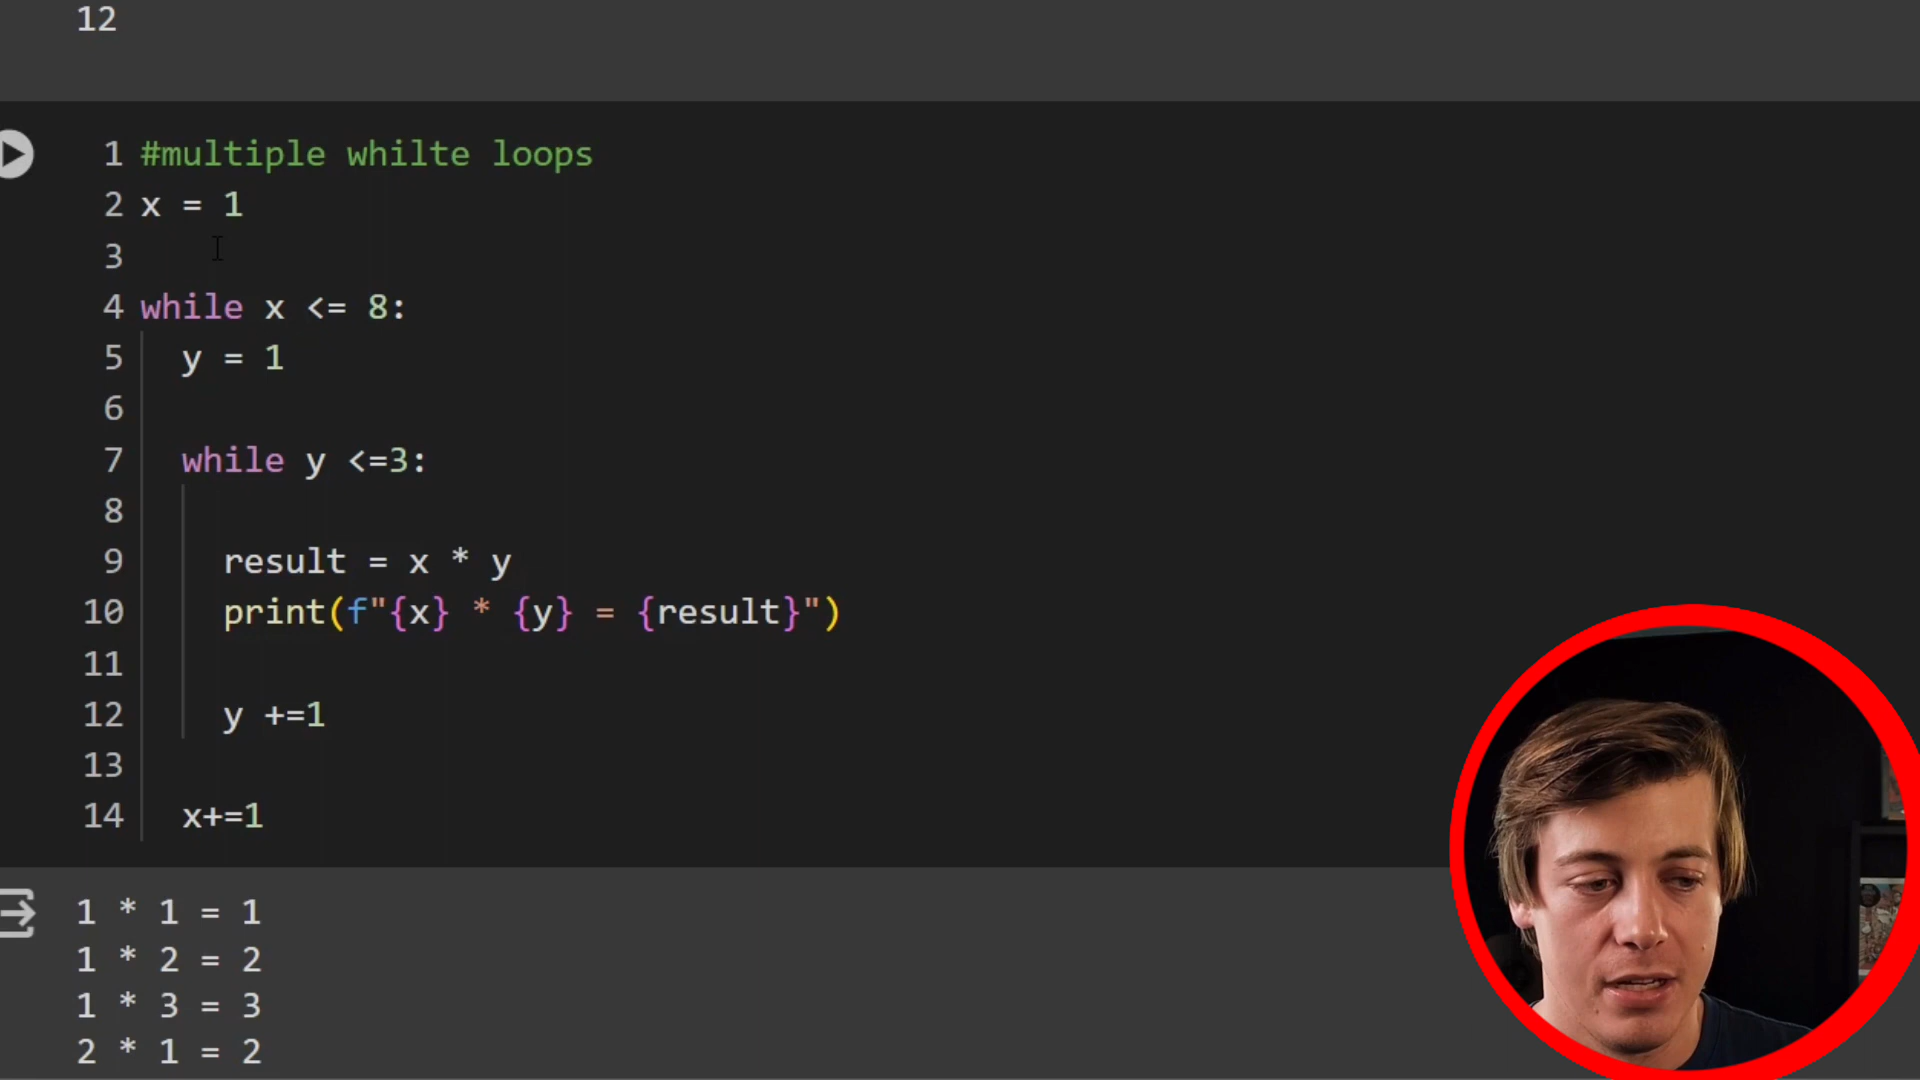 12
1 #multiple whilte loops
2 x = 1
3
4 while x <= 8:
5 y = 1
6
7 while y <=3:
8
9 result = x * y
10 print(f"{x} * {y} = {result}")
11
12 y +=1
13
14 x+=1
1 * 1 = 1
1 * 2 = 2
1 * 3 = 3
2 * 1 = 2